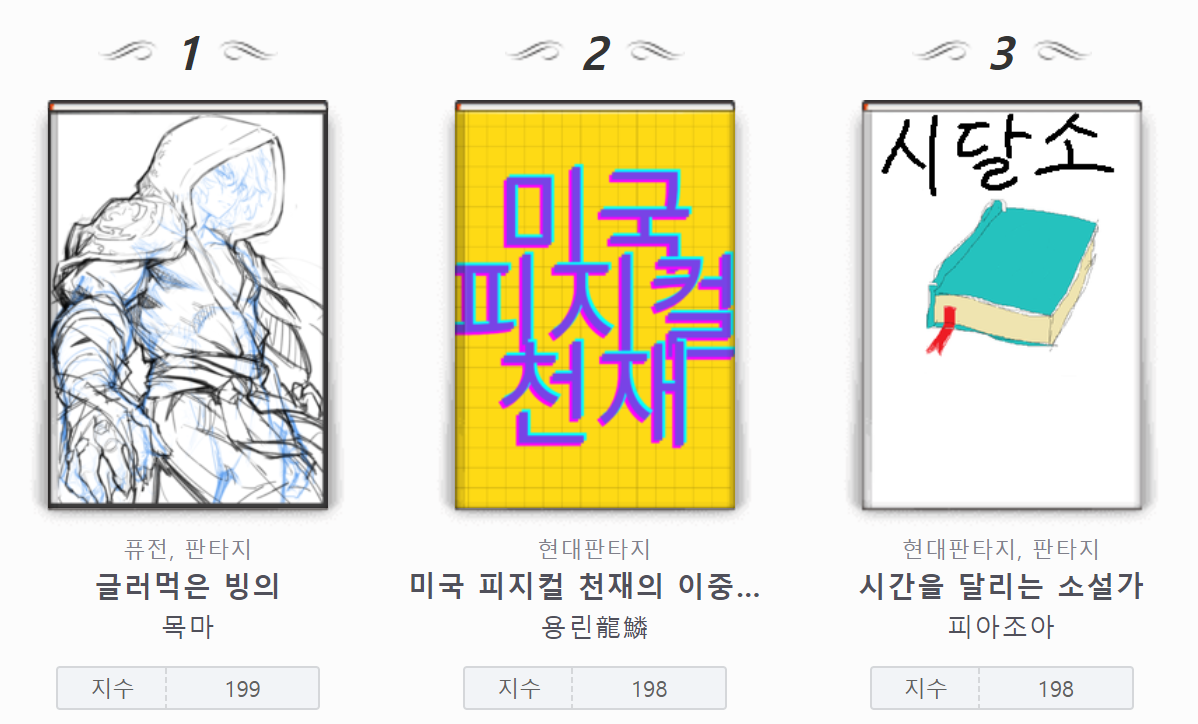 1
2
3
미국
피지컬
천재
시달소
퓨전, 판타지
글러먹은 빙의
목마
지수 199
현대판타지
미국 피지컬 천재의 이중...
용린龍鱗
지수 198
현대판타지, 판타지
시간을 달리는 소설가
피아조아
지수 198